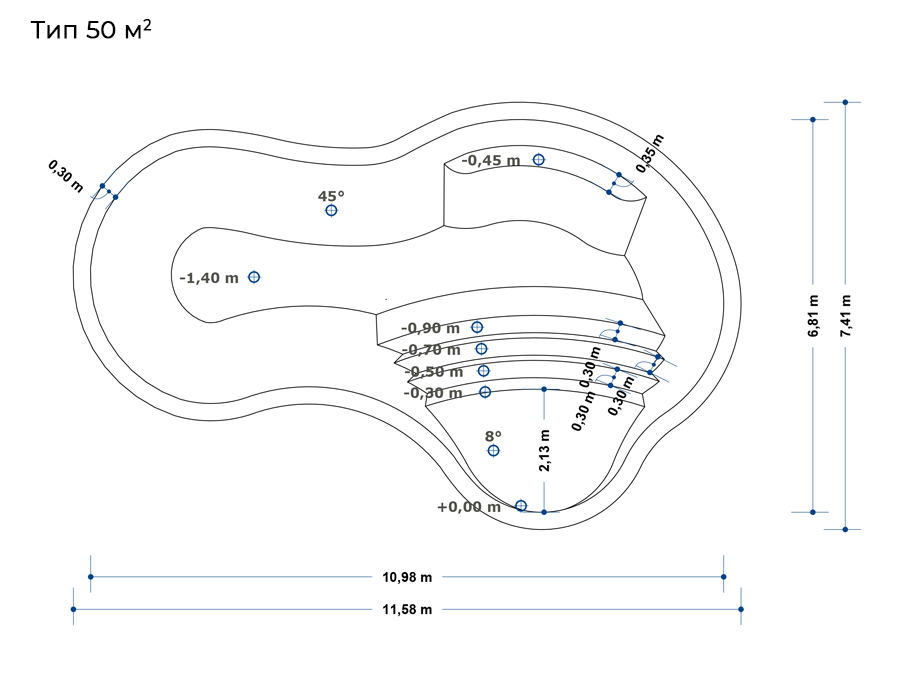 Тип 50 м²
0,30 m
-0,45 m
0,35 m
45°
-1,40 m
-0,90 m
-0,70 m
-0,50 m
-0,30 m
0,30 m
0,30 m
0,30 m
8°
2,13 m
+0,00 m
6,81 m
7,41 m
10,98 m
11,58 m